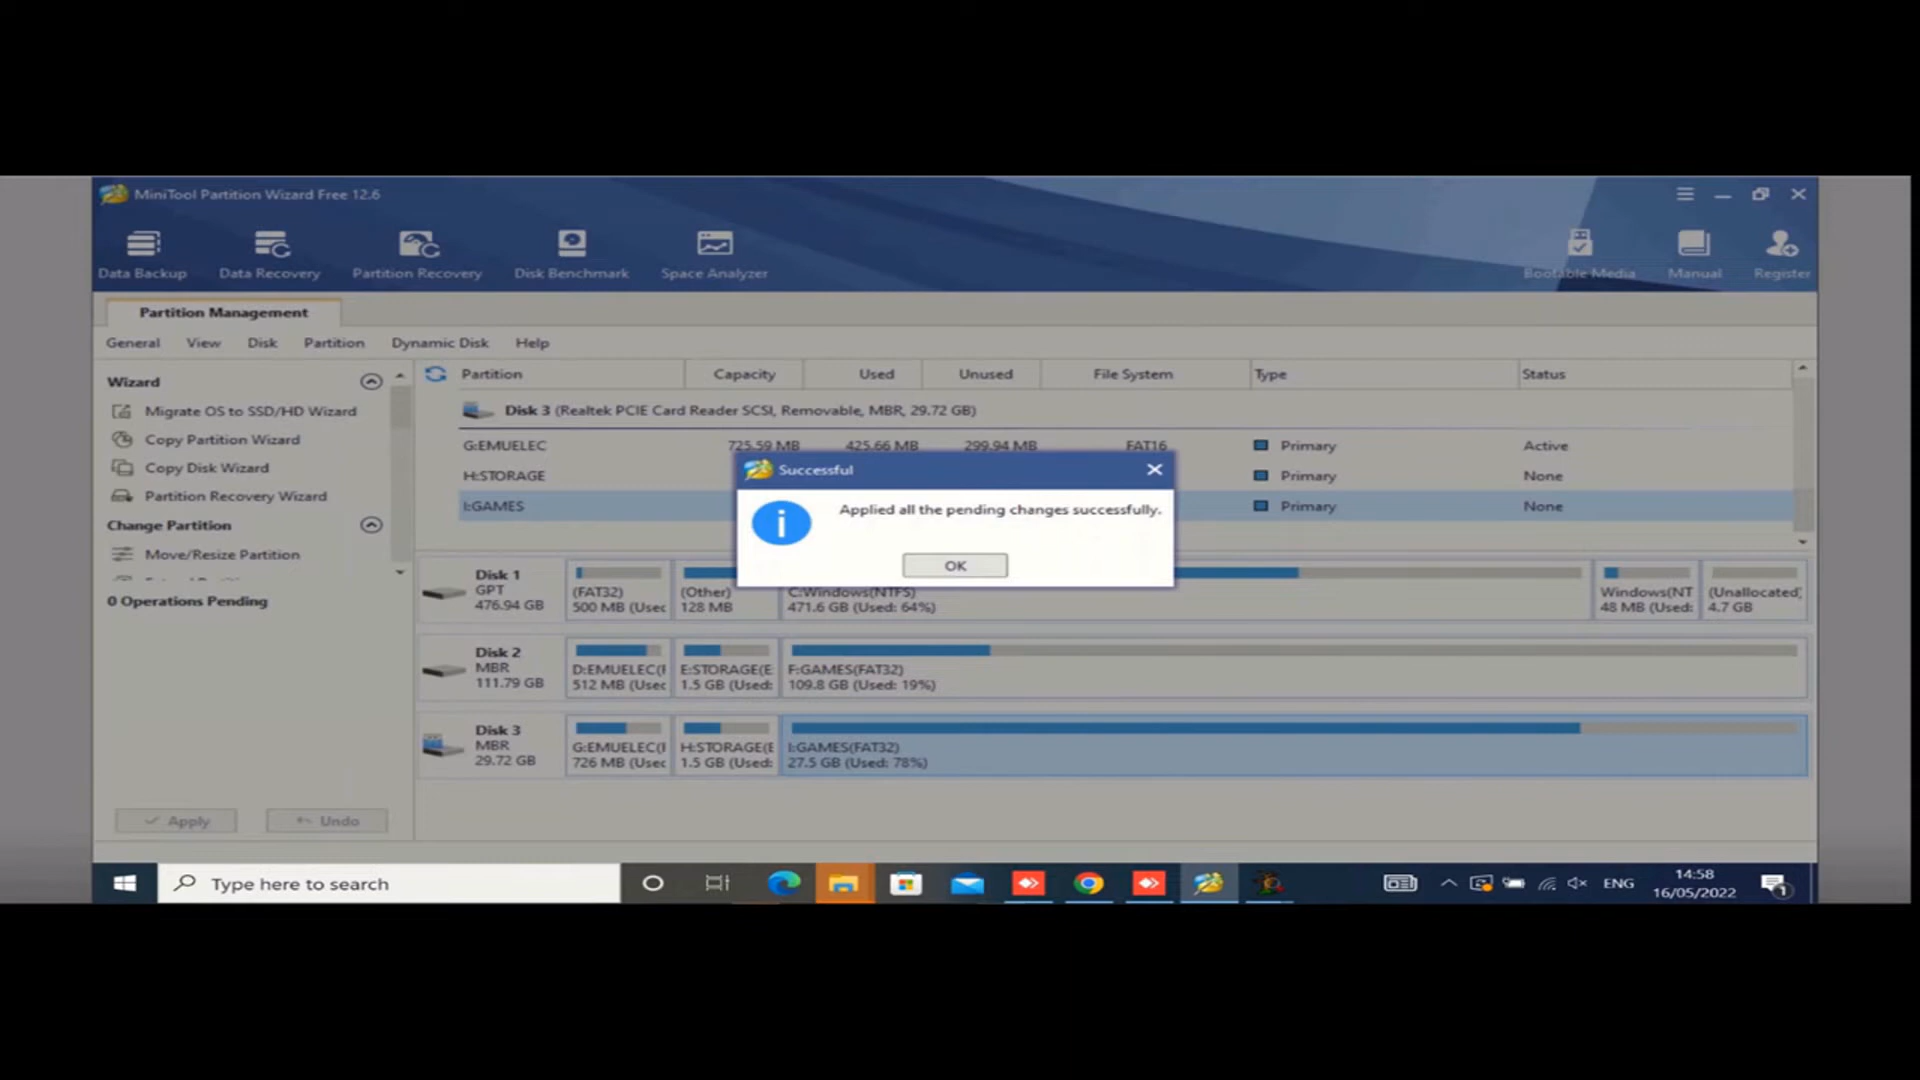 MiniTool Partition Wizard Free 12.6
Data Backup
Data Recovery
Partition Recovery
Disk Benchmark
Space Analyzer
Bootable Media
Manual
Register
Partition Management
General View Disk Partition Dynamic Disk Help
Wizard
Migrate OS to SSD/HD Wizard
Copy Partition Wizard
Copy Disk Wizard
Partition Recovery Wizard
Change Partition
Move/Resize Partition
0 Operations Pending
Apply Undo
Partition Capacity Used Unused File System Type Status
Disk 3 (Realtek PCIE Card Reader SCSI, Removable, MBR, 29.72 GB)
G:EMUELEC 725.59 MB 425.66 MB 299.94 MB FAT16 Primary Active
H:STORAGE Primary None
I:GAMES Primary None
Successful
Applied all the pending changes successfully.
OK
Disk 1
GPT
476.94 GB
(FAT32)
500 MB (Used
(Other)
128 MB
C:Windows(NTFS)
471.6 GB (Used: 64%)
Windows(NT
48 MB (Used:
(Unallocated)
4.7 GB
Disk 2
MBR
111.79 GB
D:EMUELEC(F
512 MB (Used
E:STORAGE(E
1.5 GB (Used:
F:GAMES(FAT32)
109.8 GB (Used: 19%)
Disk 3
MBR
29.72 GB
G:EMUELEC(F
726 MB (Used
H:STORAGE(E
1.5 GB (Used:
I:GAMES(FAT32)
27.5 GB (Used: 78%)
Type here to search
ENG
14:58
16/05/2022
1